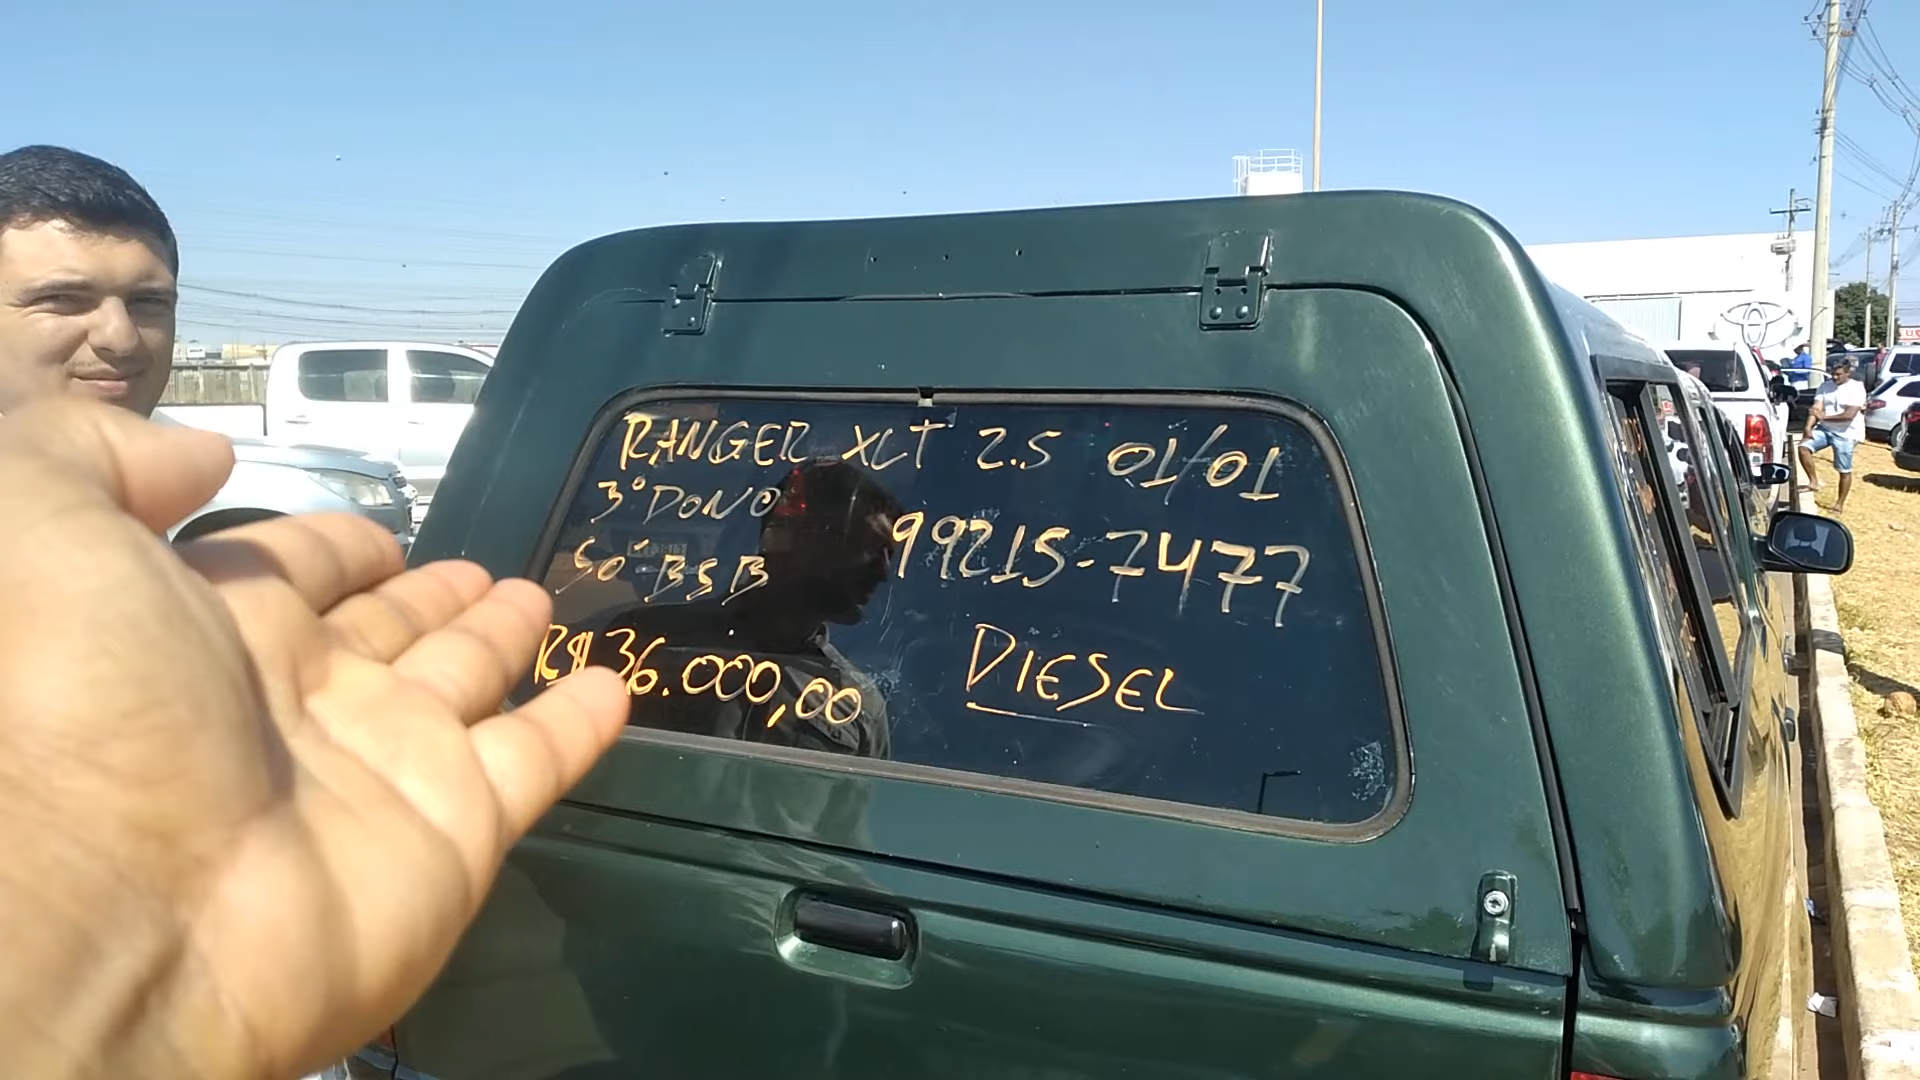 RANGER XLT 2.5 01/01
3° DONO
99215-7477
SÓ BSB
R$ 36.000,00
DIESEL